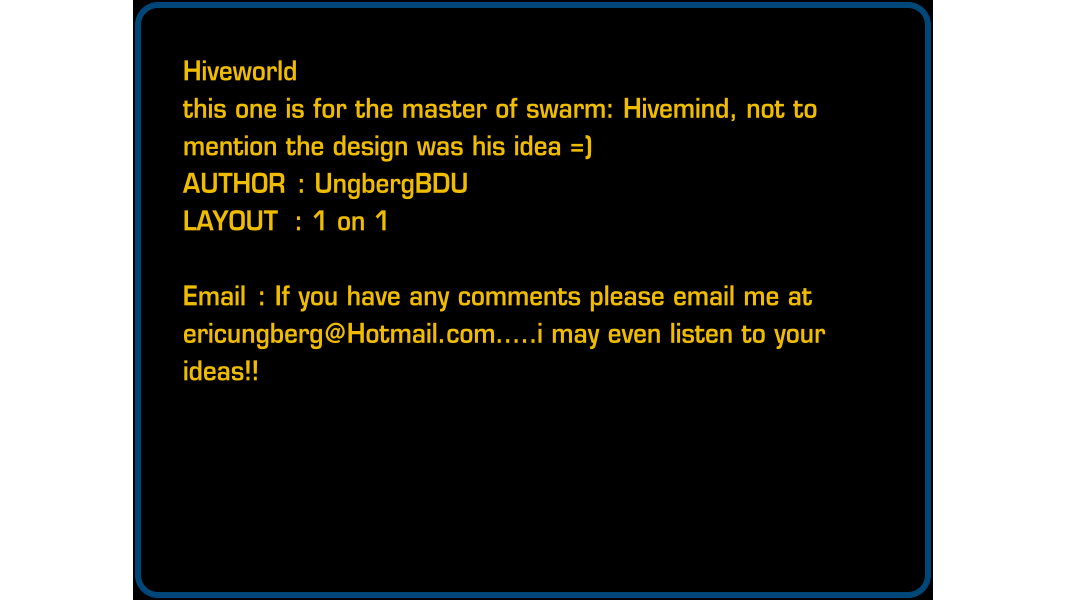 Hiveworld
this one is for the master of swarm: Hivemind, not to
mention the design was his idea =)
AUTHOR : UngbergBDU
LAYOUT : 1 on 1
Email : If you have any comments please email me at
ericungberg@Hotmail.com.....i may even listen to your
ideas!!